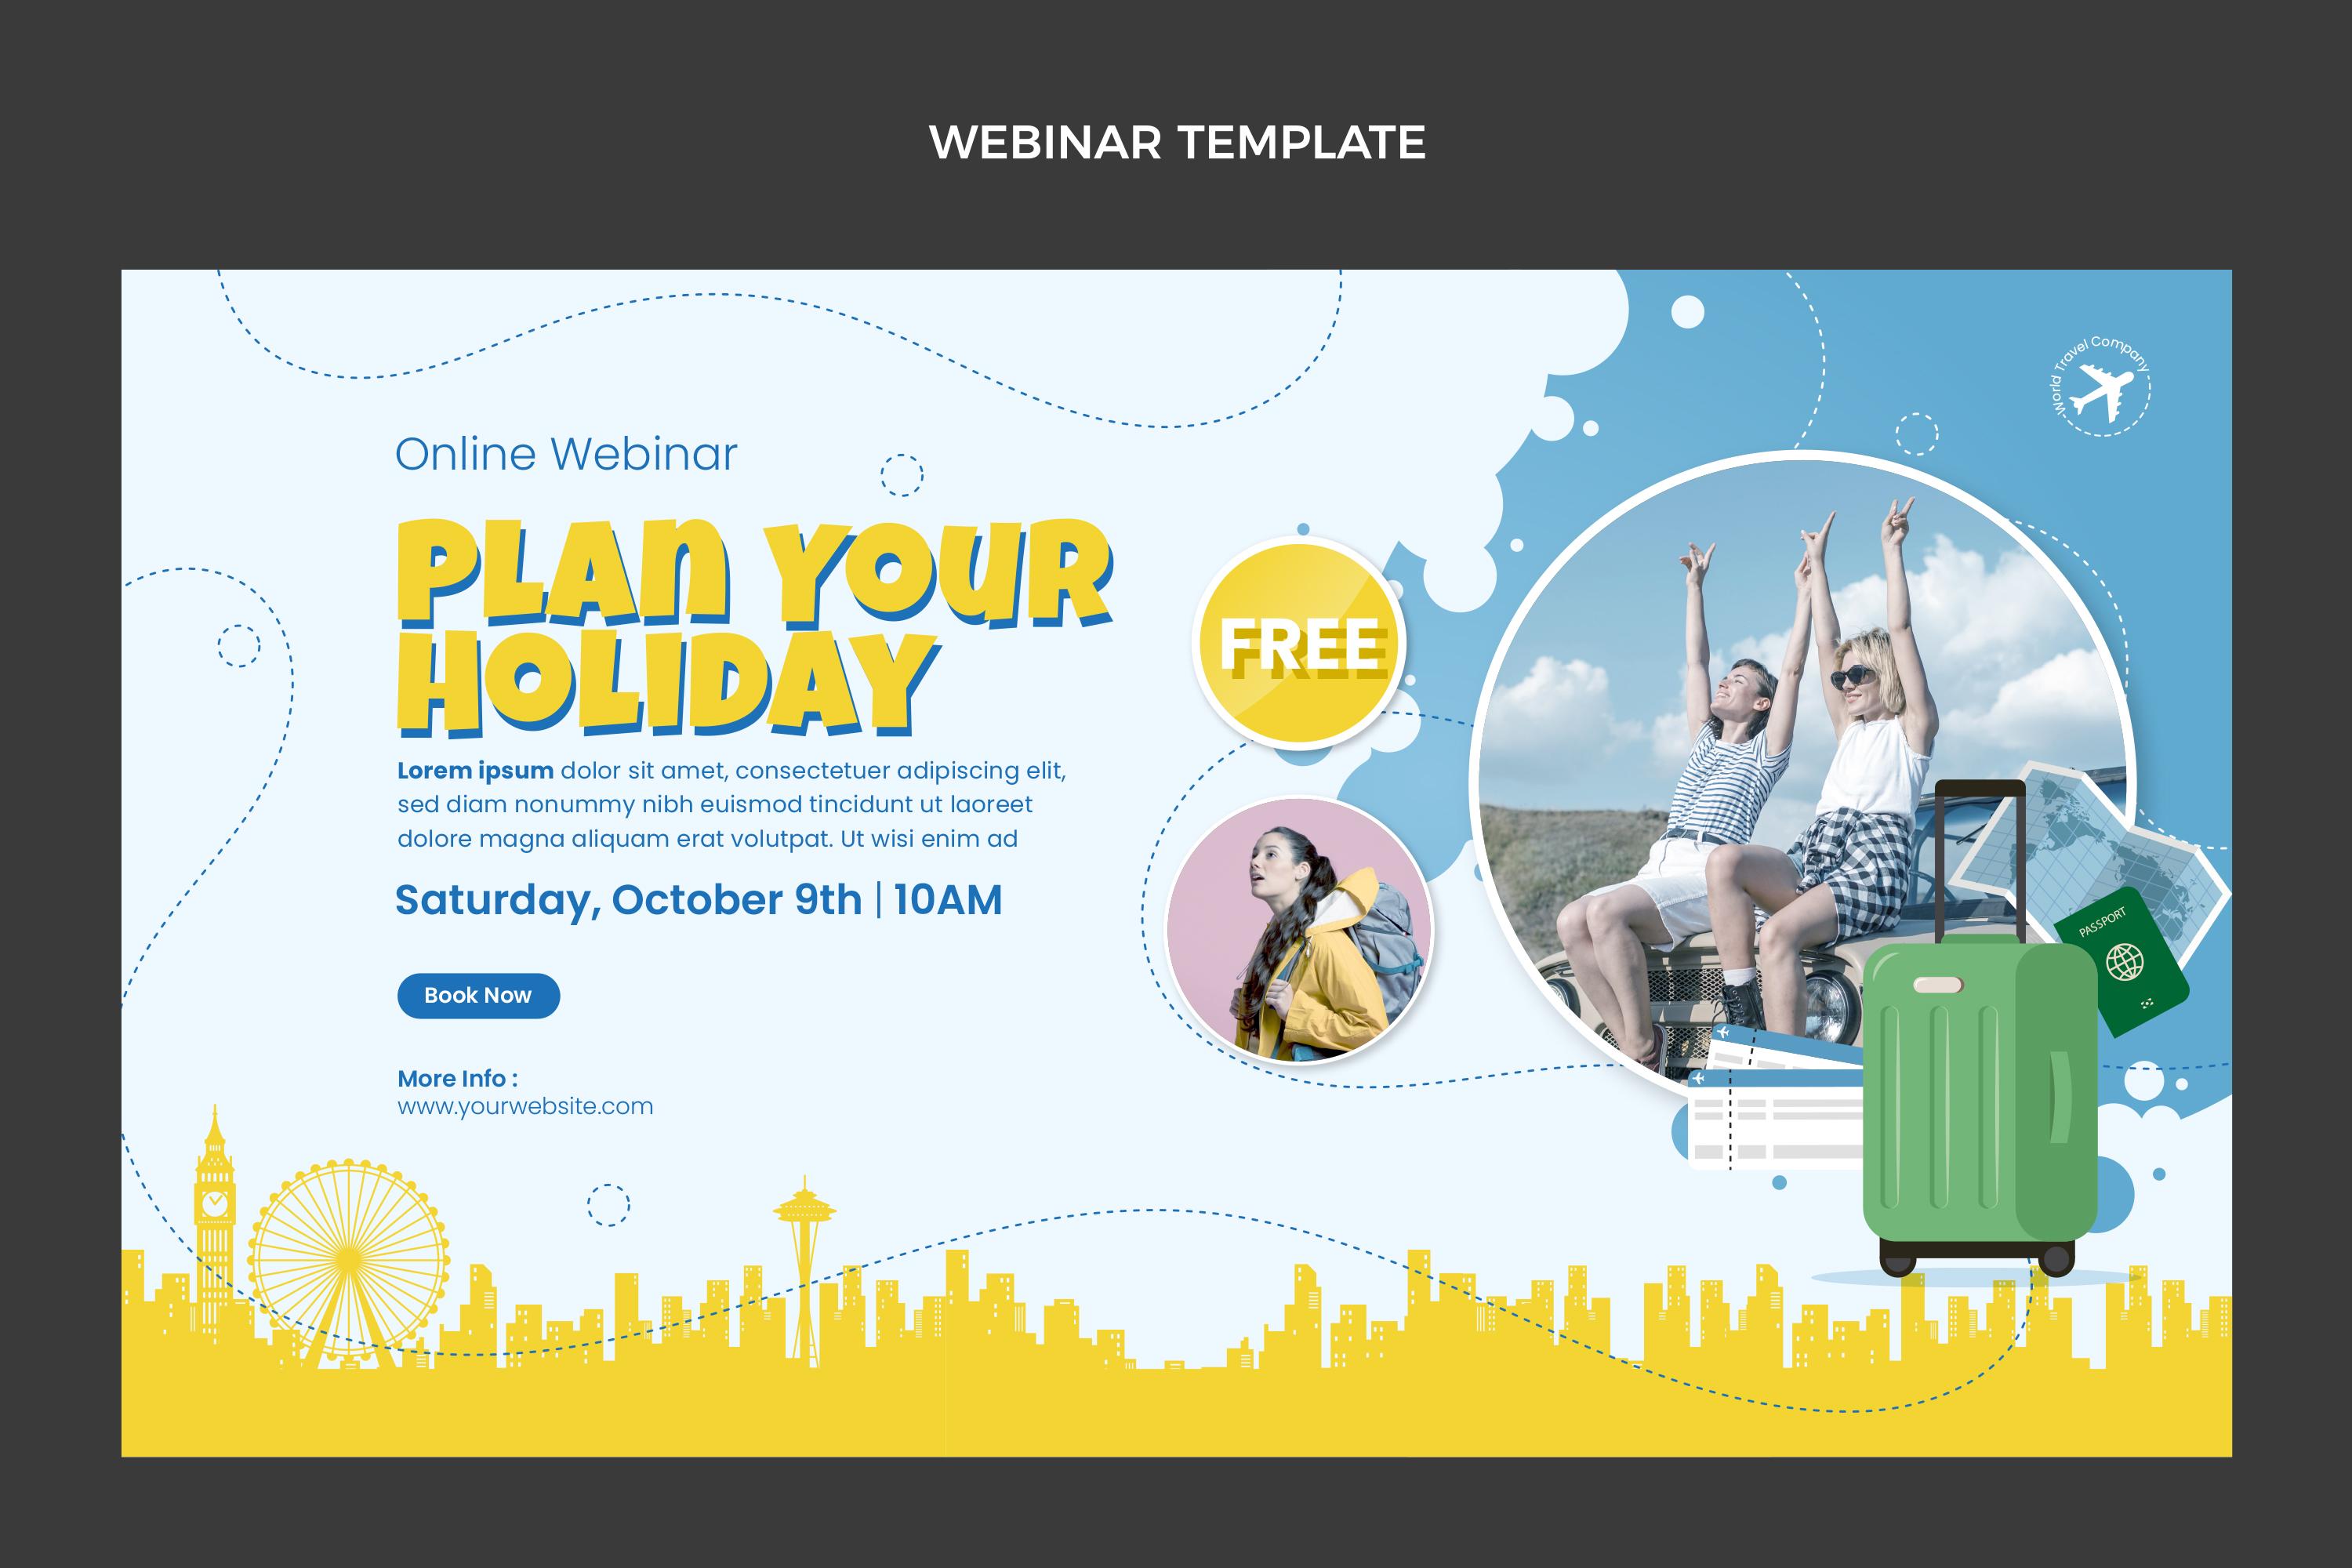 WEBINAR TEMPLATE
World Travel Company
Online Webinar
PLAN YOUR
HOLIDAY
FREE
Lorem ipsum dolor sit amet, consectetuer adipiscing elit,
sed diam nonummy nibh euismod tincidunt ut laoreet
dolore magna aliquam erat volutpat. Ut wisi enim ad
Saturday, October 9th | 10AM
PASSPORT
Book Now
More Info :
www.yourwebsite.com